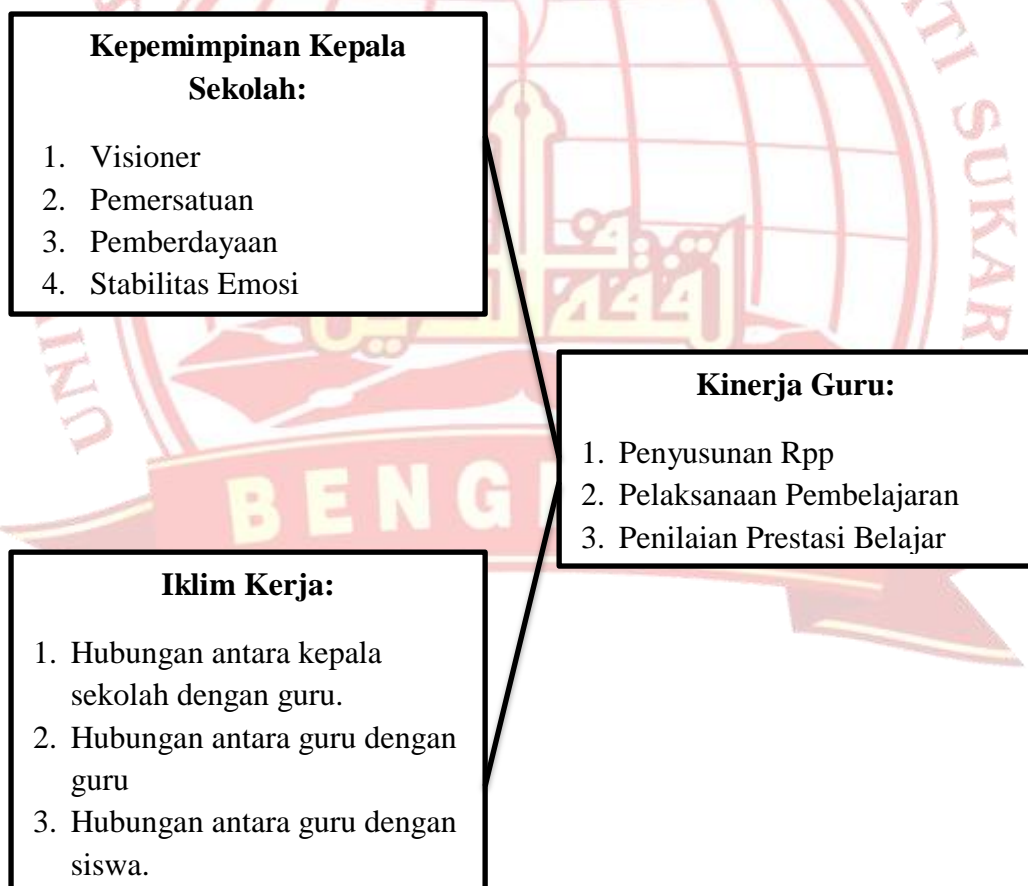 Kepemimpinan Kepala
Sekolah:
1. Visioner
2. Pemersatuan
3. Pemberdayaan
4. Stabilitas Emosi
Kinerja Guru:
1. Penyusunan Rpp
2. Pelaksanaan Pembelajaran
3. Penilaian Prestasi Belajar
Iklim Kerja:
1. Hubungan antara kepala
sekolah dengan guru.
2. Hubungan antara guru dengan
guru
3. Hubungan antara guru dengan
siswa.
BENG
SUKAR